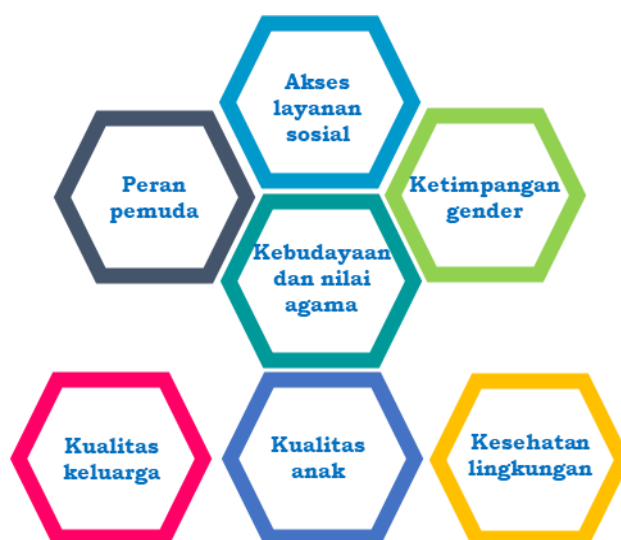 Akses
layanan
sosial
Peran
pemuda
Ketimpangan
gender
Kebudayaan
dan nilai
agama
Kualitas
keluarga
Kualitas
anak
Kesehatan
lingkungan